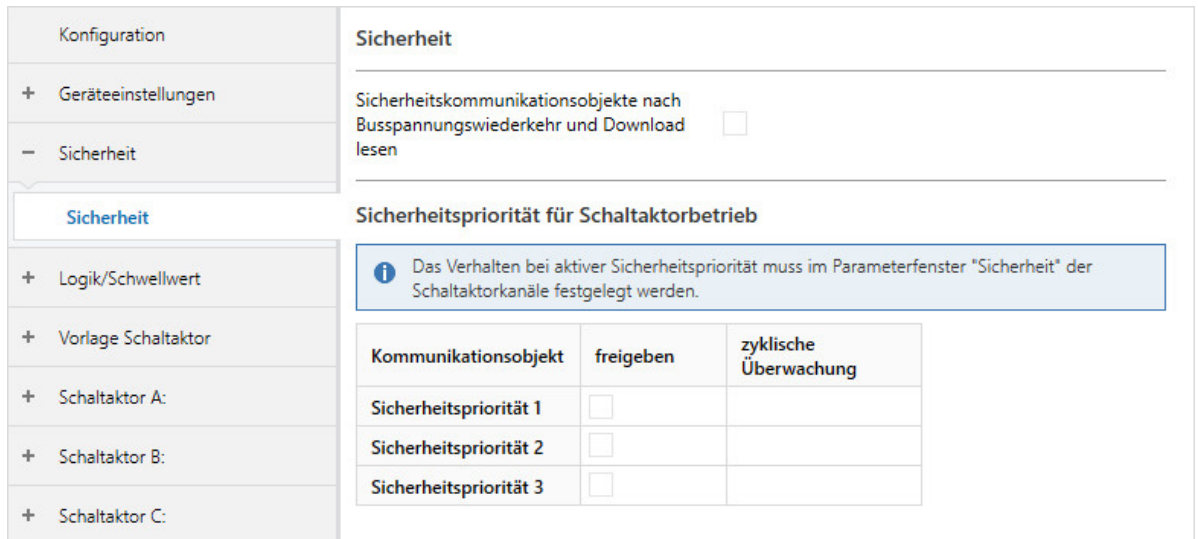 Konfiguration
+ Geräteeinstellungen
− Sicherheit
Sicherheit
+ Logik/Schwellwert
+ Vorlage Schaltaktor
+ Schaltaktor A:
+ Schaltaktor B:
+ Schaltaktor C:
Sicherheit
Sicherheitskommunikationsobjekte nach
Busspannungswiederkehr und Download
lesen
Sicherheitspriorität für Schaltaktorbetrieb
Das Verhalten bei aktiver Sicherheitspriorität muss im Parameterfenster "Sicherheit" der
Schaltaktorkanäle festgelegt werden.
Kommunikationsobjekt freigeben zyklische
Überwachung
Sicherheitspriorität 1
Sicherheitspriorität 2
Sicherheitspriorität 3